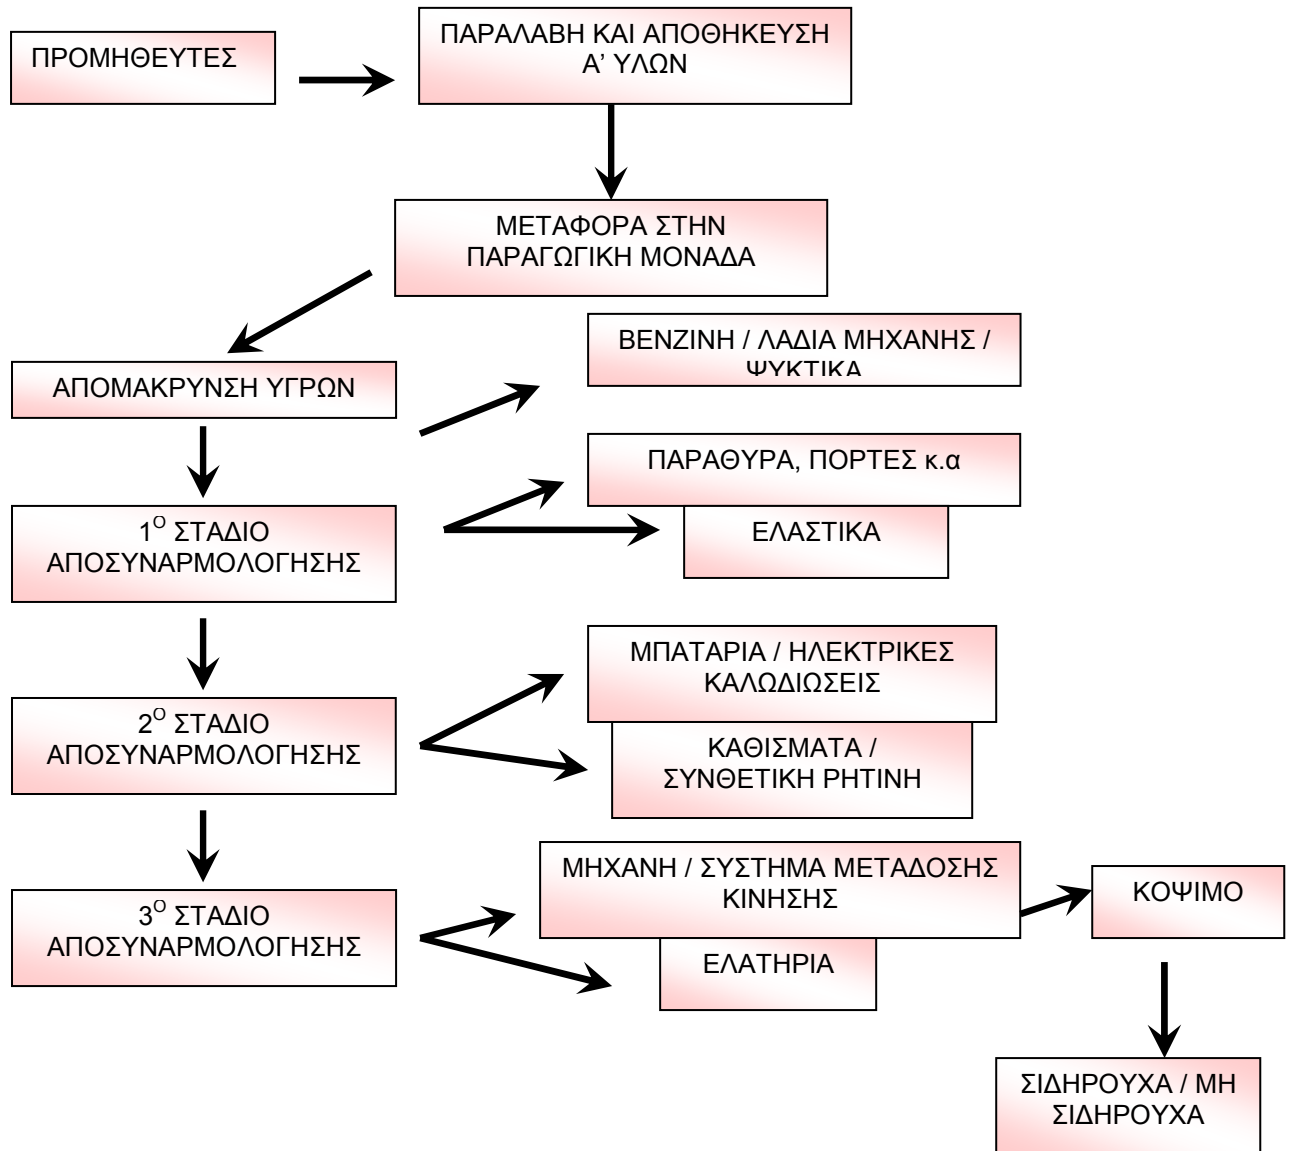 ΠΡΟΜΗΘΕΥΤΕΣ
ΠΑΡΑΛΑΒΗ ΚΑΙ ΑΠΟΘΗΚΕΥΣΗ
Α' ΥΛΩΝ
ΜΕΤΑΦΟΡΑ ΣΤΗΝ
ΠΑΡΑΓΩΓΙΚΗ ΜΟΝΑΔΑ
ΒΕΝΖΙΝΗ / ΛΑΔΙΑ ΜΗΧΑΝΗΣ /
ΨΥΚΤΙΚΑ
ΑΠΟΜΑΚΡΥΝΣΗ ΥΓΡΩΝ
ΠΑΡΑΘΥΡΑ, ΠΟΡΤΕΣ κ.α
ΕΛΑΣΤΙΚΑ
1Ο ΣΤΑΔΙΟ
ΑΠΟΣΥΝΑΡΜΟΛΟΓΗΣΗΣ
ΜΠΑΤΑΡΙΑ / ΗΛΕΚΤΡΙΚΕΣ
ΚΑΛΩΔΙΩΣΕΙΣ
2Ο ΣΤΑΔΙΟ
ΑΠΟΣΥΝΑΡΜΟΛΟΓΗΣΗΣ
ΚΑΘΙΣΜΑΤΑ /
ΣΥΝΘΕΤΙΚΗ ΡΗΤΙΝΗ
ΜΗΧΑΝΗ / ΣΥΣΤΗΜΑ ΜΕΤΑΔΟΣΗΣ
ΚΙΝΗΣΗΣ
ΚΟΨΙΜΟ
3Ο ΣΤΑΔΙΟ
ΑΠΟΣΥΝΑΡΜΟΛΟΓΗΣΗΣ
ΕΛΑΤΗΡΙΑ
ΣΙΔΗΡΟΥΧΑ / ΜΗ
ΣΙΔΗΡΟΥΧΑ